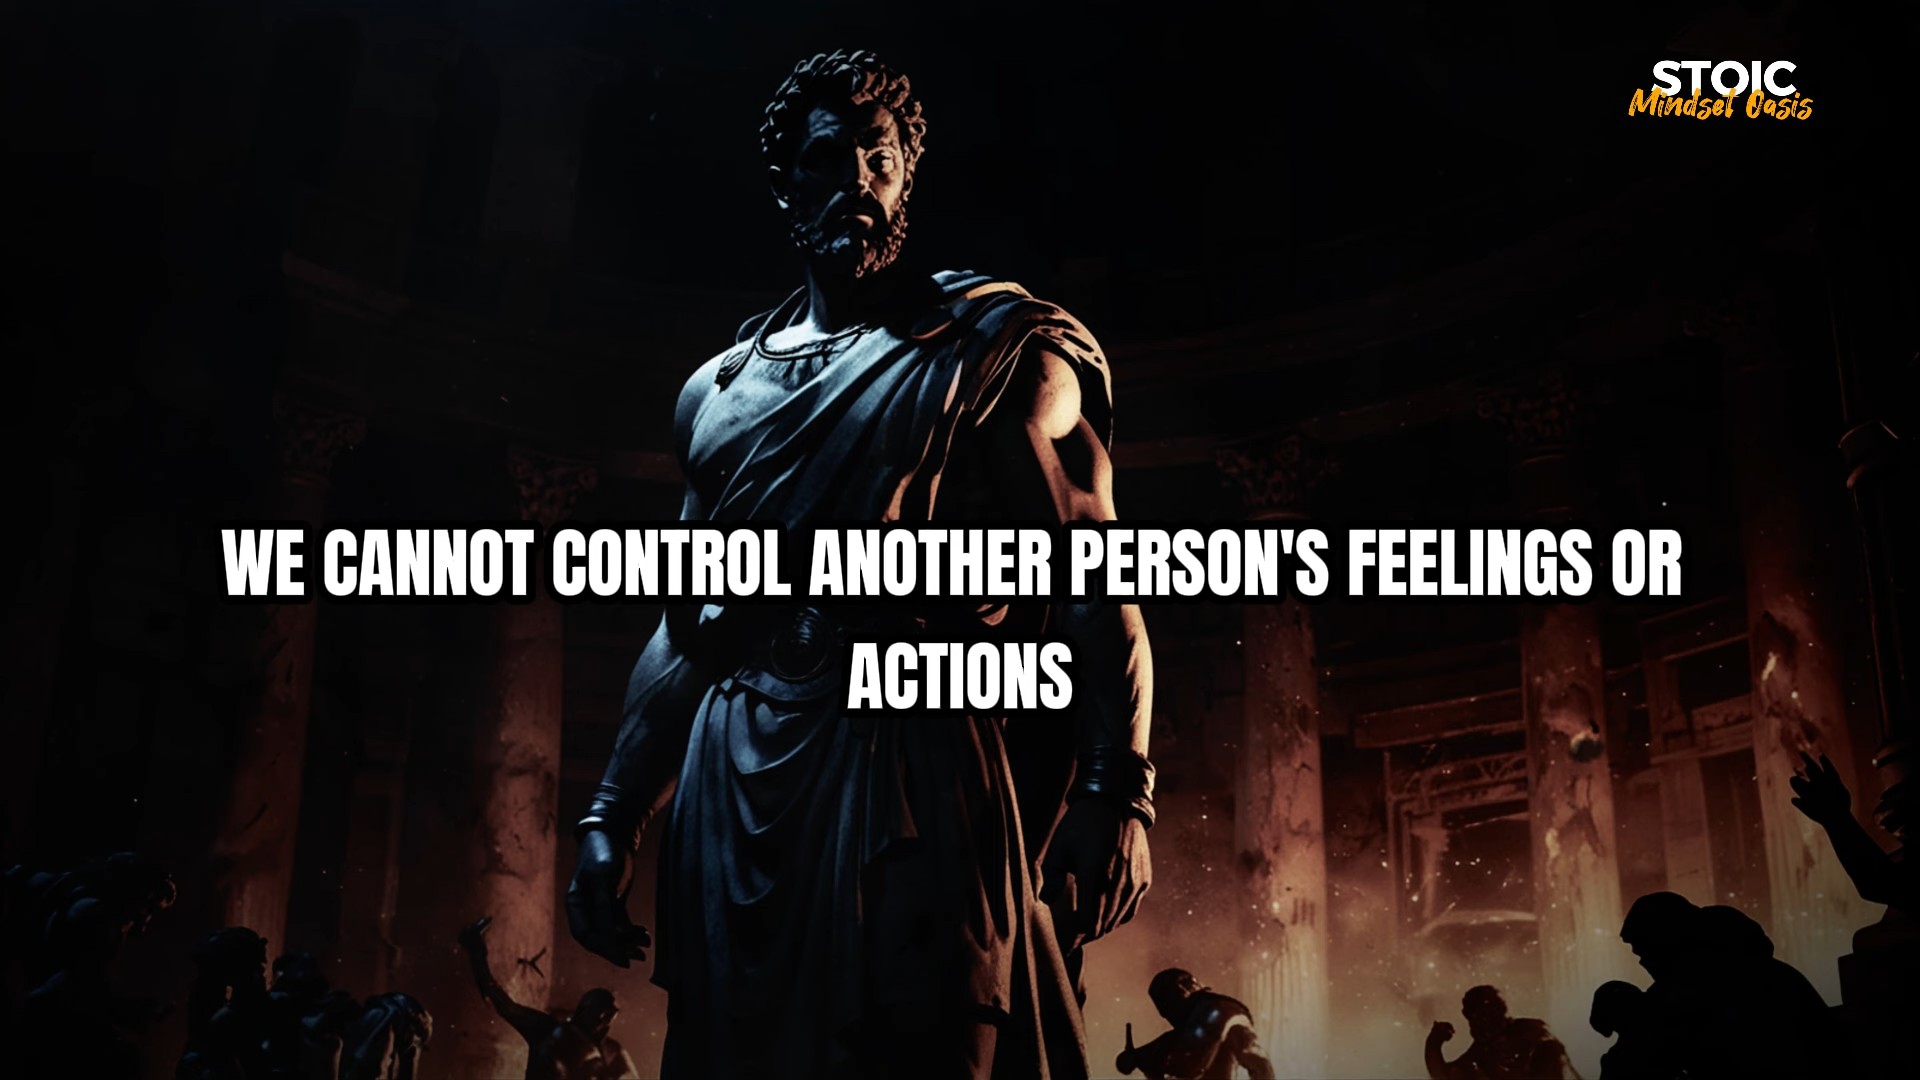 STOIC
Mindset Oasis
WE CANNOT CONTROL ANOTHER PERSON'S FEELINGS OR
ACTIONS